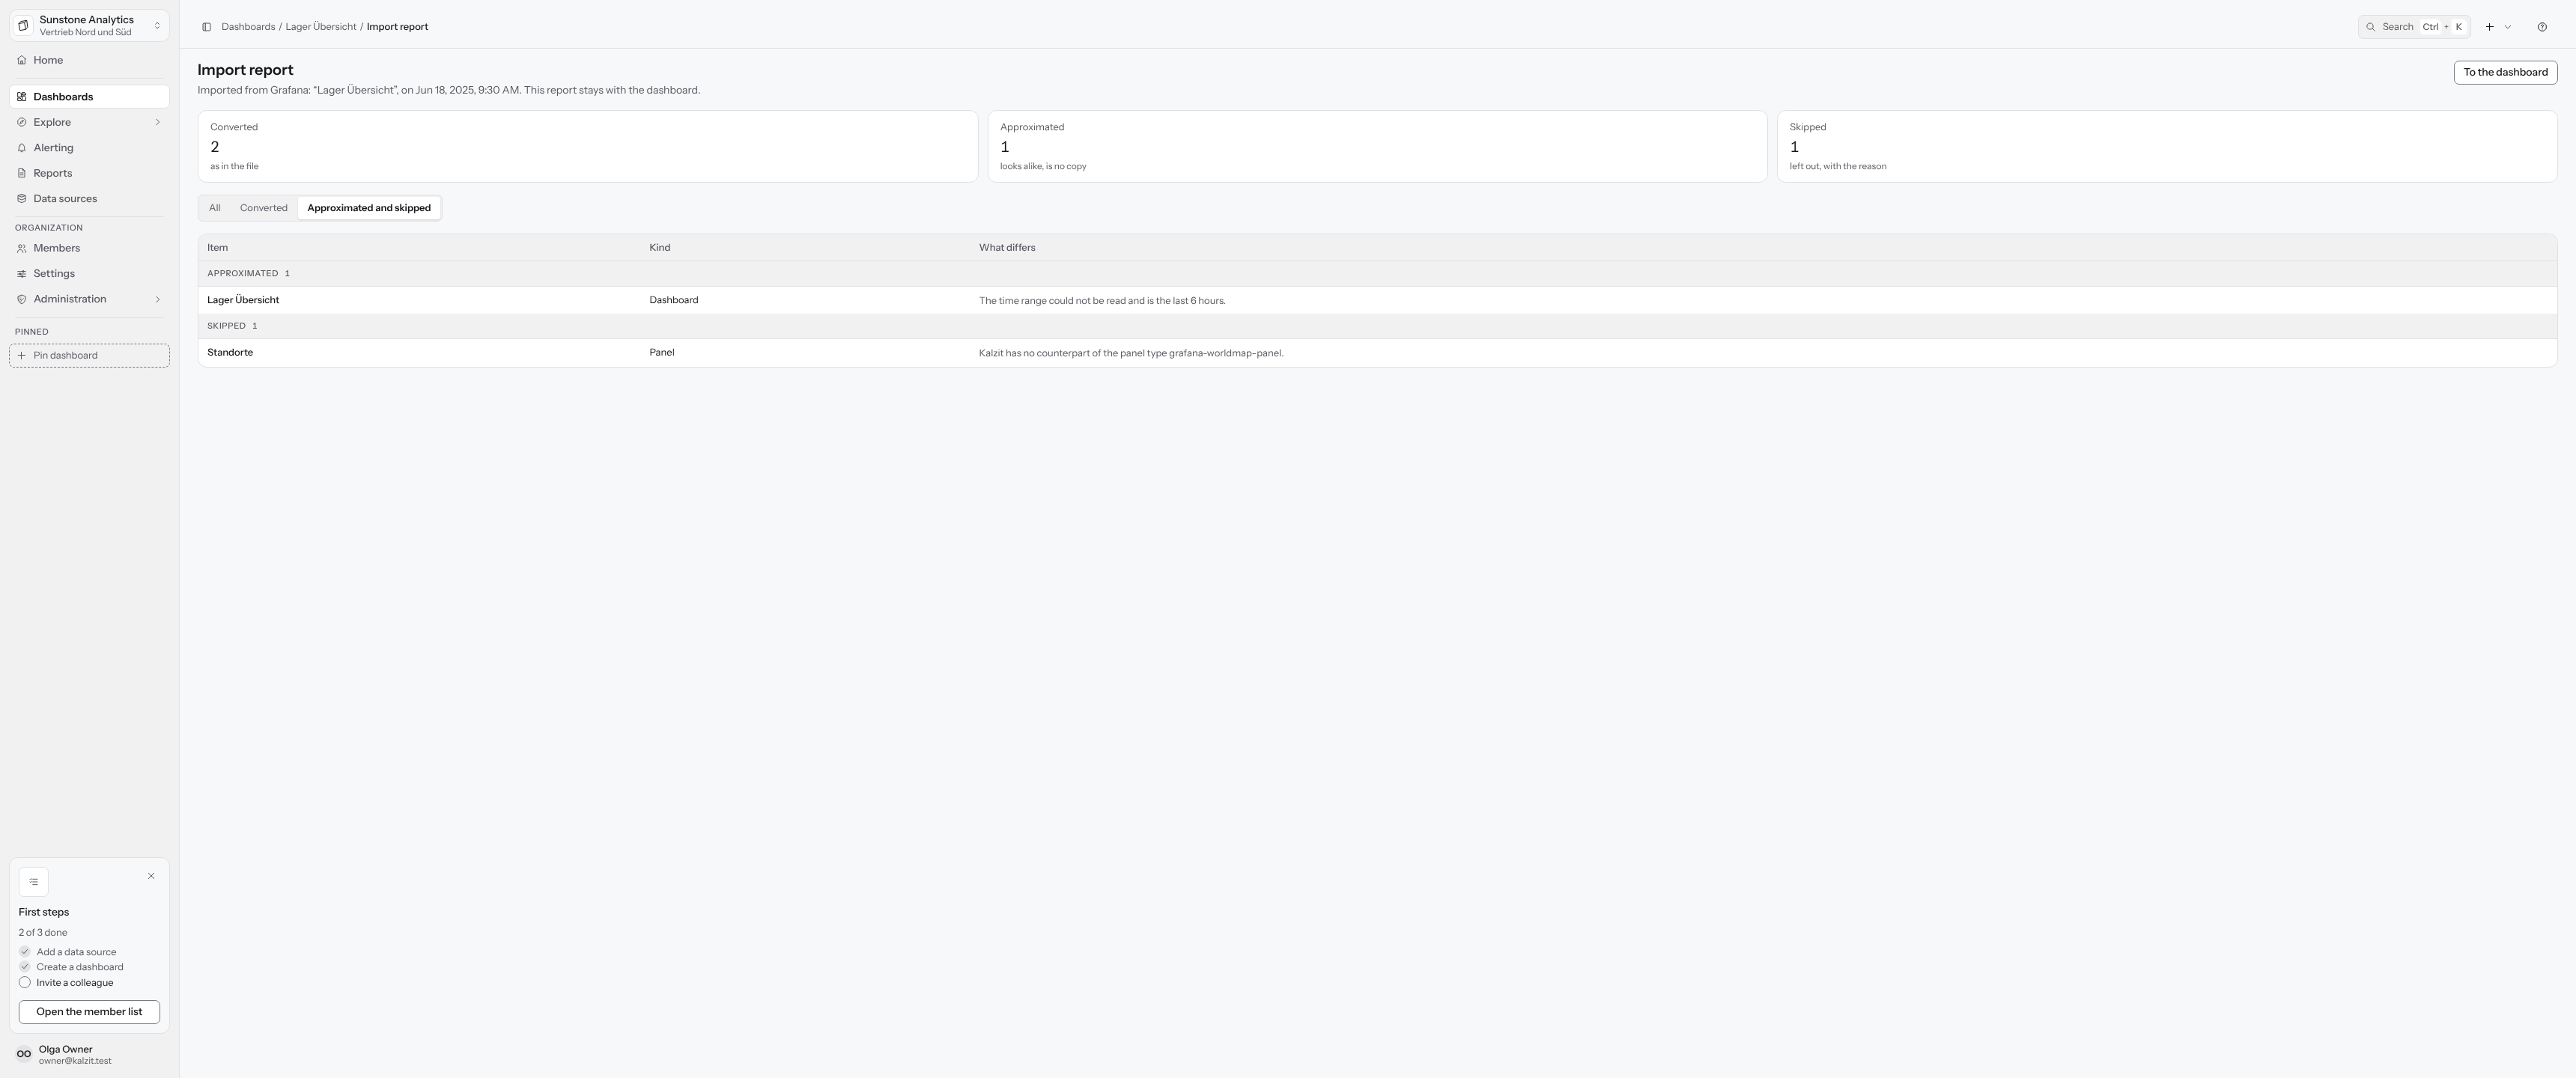 Sunstone Analytics
Vertrieb Nord und Süd
Home
Dashboards
Explore
Alerting
Reports
Data sources
ORGANIZATION
Members
Settings
Administration
PINNED
Pin dashboard
First steps
2 of 3 done
Add a data source
Create a dashboard
Invite a colleague
Open the member list
OO
Olga Owner
owner@kalzit.test
Dashboards / Lager Übersicht / Import report
Search Ctrl + K
Import report
Imported from Grafana: “Lager Übersicht”, on Jun 18, 2025, 9:30 AM. This report stays with the dashboard.
To the dashboard
Converted
2
as in the file
Approximated
1
looks alike, is no copy
Skipped
1
left out, with the reason
All Converted Approximated and skipped
Item Kind What differs
APPROXIMATED 1
Lager Übersicht Dashboard The time range could not be read and is the last 6 hours.
SKIPPED 1
Standorte Panel Kalzit has no counterpart of the panel type grafana-worldmap-panel.